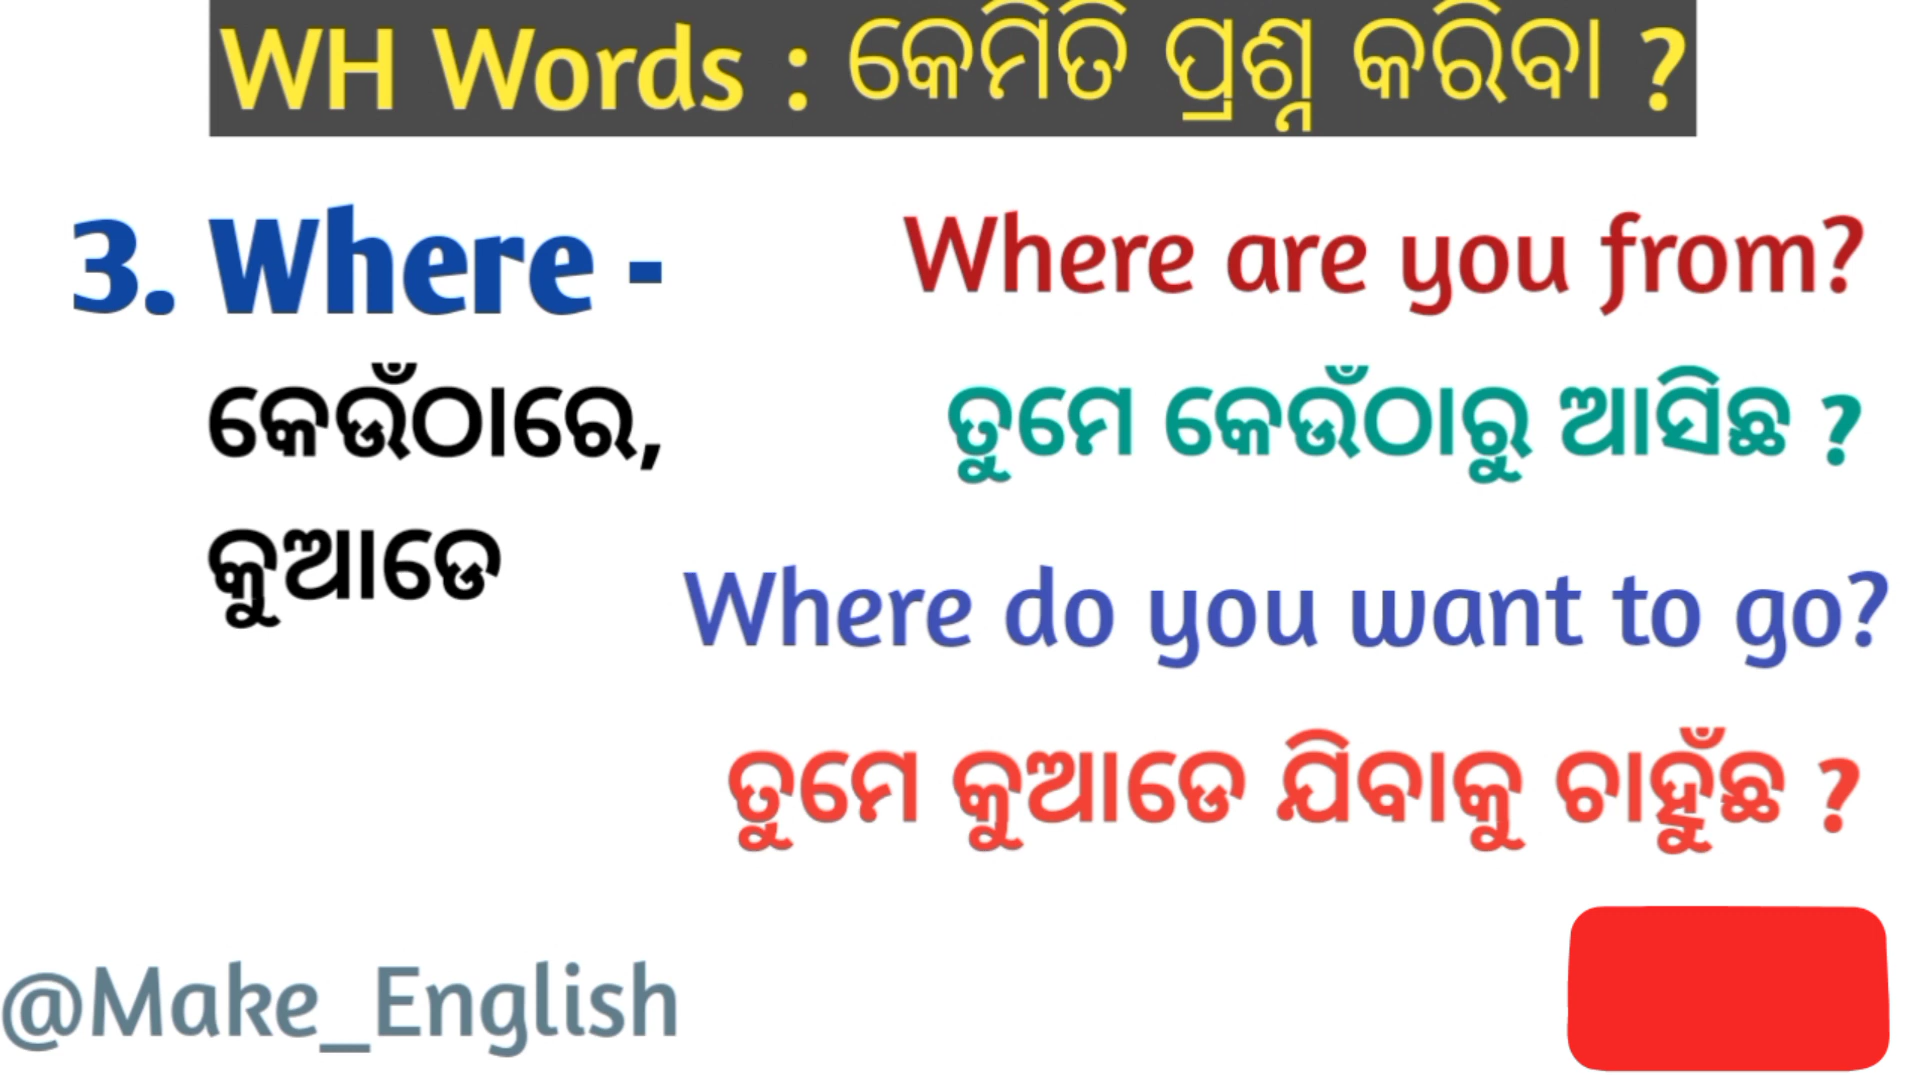 WH Words : କେମିତି ପ୍ରଶ୍ନ କରିବା ?
3. Where -
କେଉଁଠାରେ,
କୁଆଡେ
Where are you from?
ତୁମେ କେଉଁଠାରୁ ଆସିଛ ?
Where do you want to go?
ତୁମେ କୁଆଡେ ଯିବାକୁ ଚାହୁଁଛ ?
@Make_English